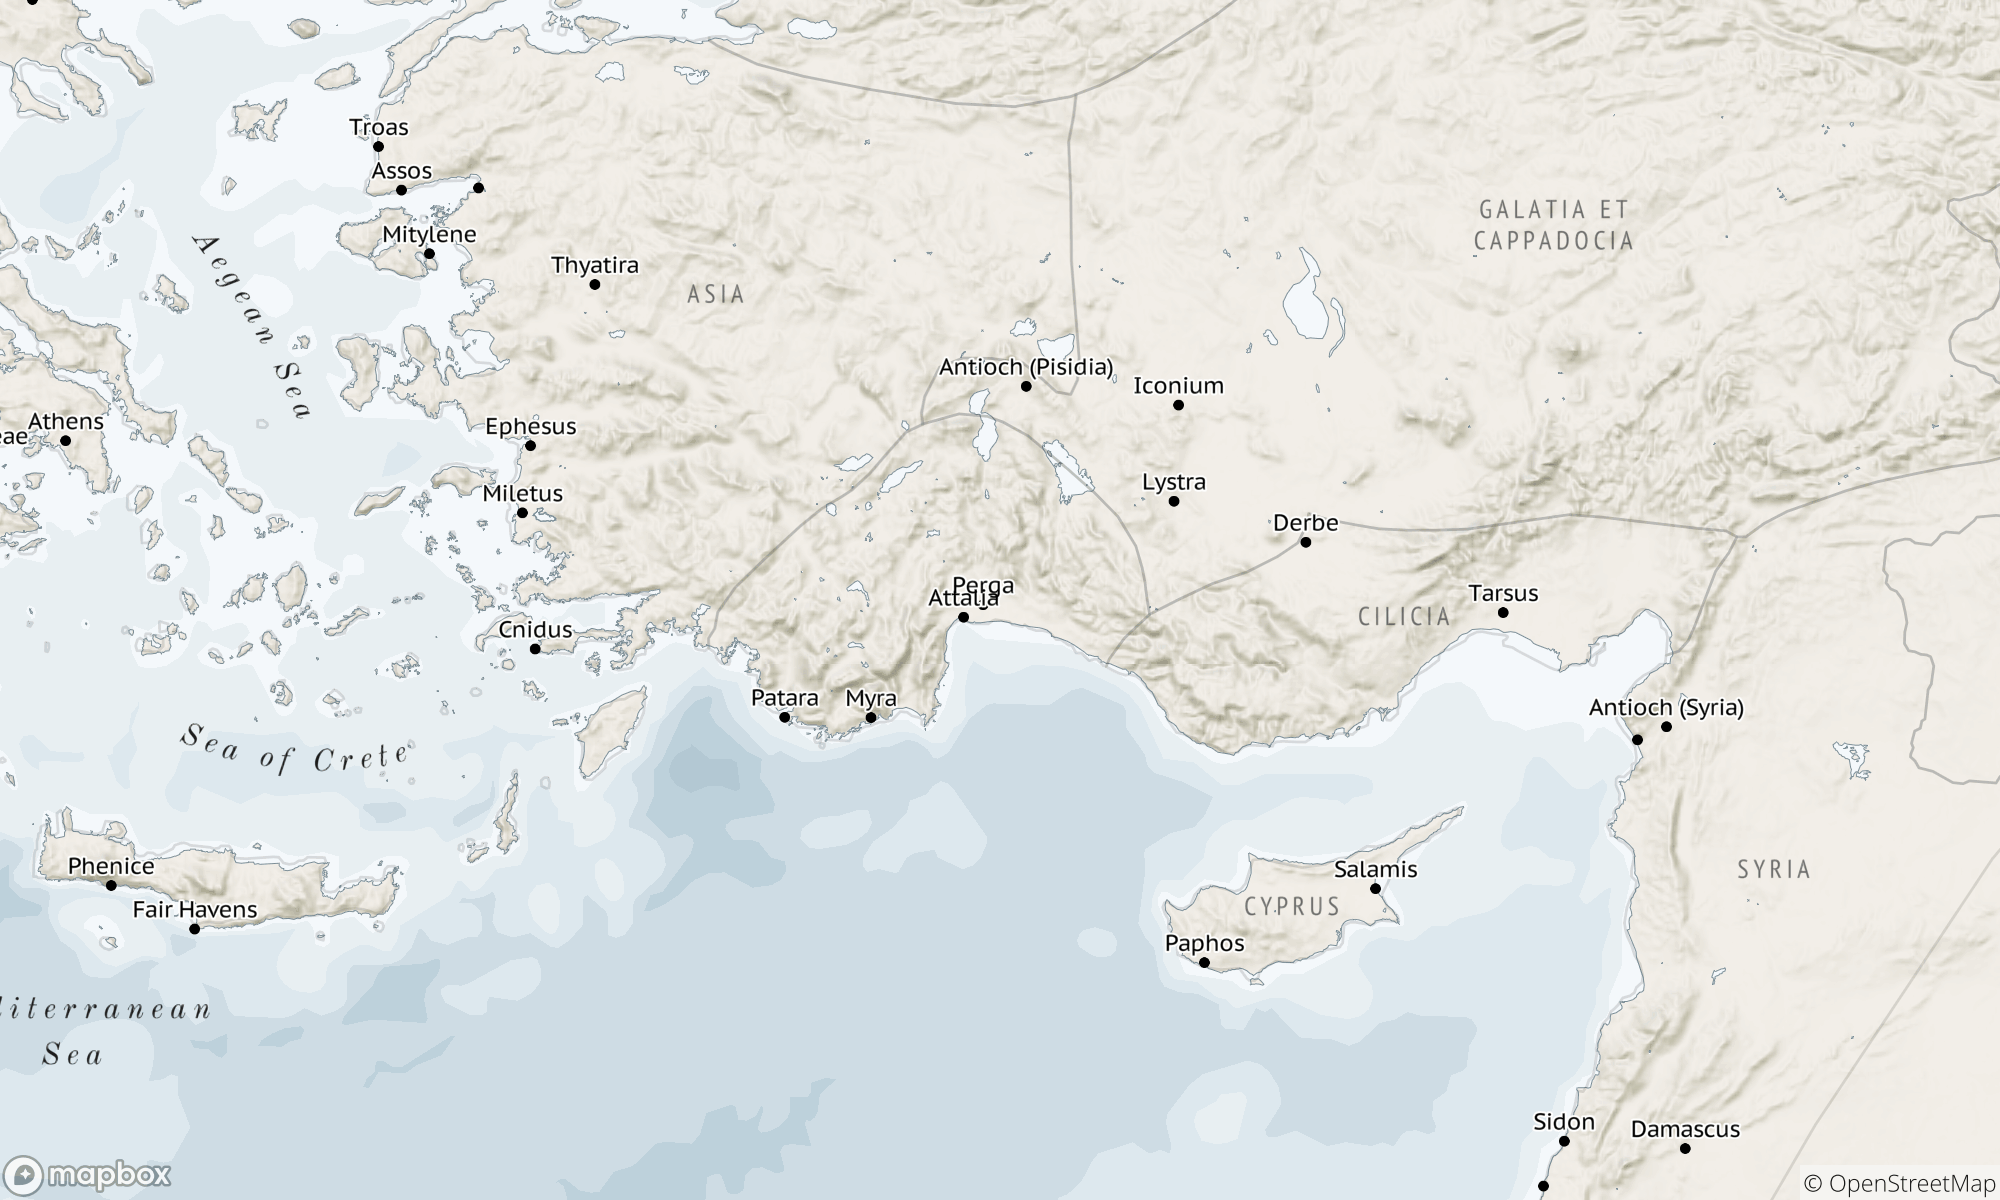 Troas
Assos
Mitylene
Aegean Sea
Thyatira
ASIA
GALATIA ET
CAPPADOCIA
Antioch (Pisidia)
Iconium
Athens
eae
Ephesus
Miletus
Lystra
Derbe
Perga
Attalia
Tarsus
CILICIA
Cnidus
Patara
Myra
Antioch (Syria)
Sea of Crete
Phenice
Fair Havens
Salamis
CYPRUS
Paphos
SYRIA
diterranean
Sea
Sidon
Damascus
mapbox
© OpenStreetMap